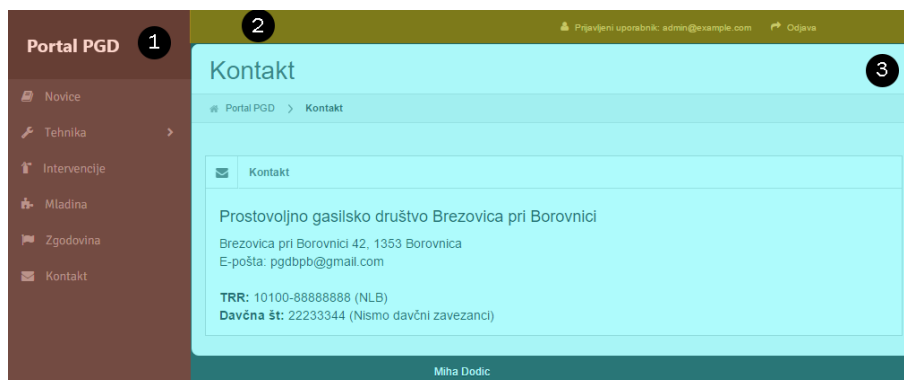 Portal PGD
1
2
Prijavljeni uporabnik: admin@example.com
Odjava
Novice
Tehnika
Intervencije
Mladina
Zgodovina
Kontakt
Kontakt
3
Portal PGD > Kontakt
Kontakt
Prostovoljno gasilsko društvo Brezovica pri Borovnici
Brezovica pri Borovnici 42, 1353 Borovnica
E-pošta: pgdbpb@gmail.com
TRR: 10100-88888888 (NLB)
Davčna št: 22233344 (Nismo davčni zavezanci)
Miha Dodic